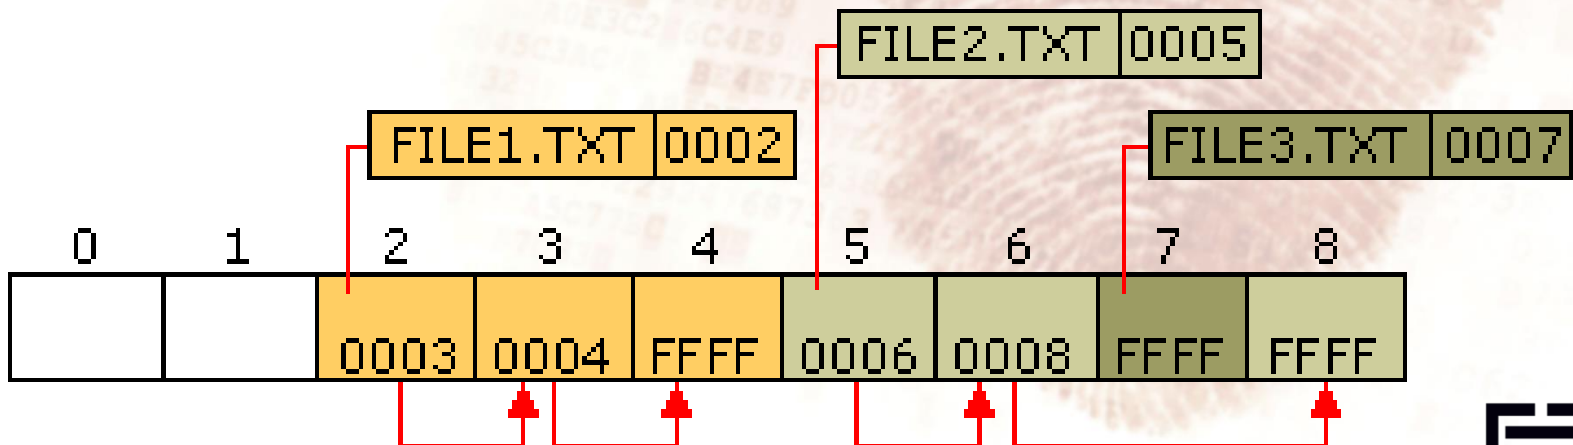 FILE2.TXT 0005
FILE1.TXT 0002
FILE3.TXT 0007
0 1 2 3 4 5 6 7 8
0003 0004 FFFF 0006 0008 FFFF FFFF